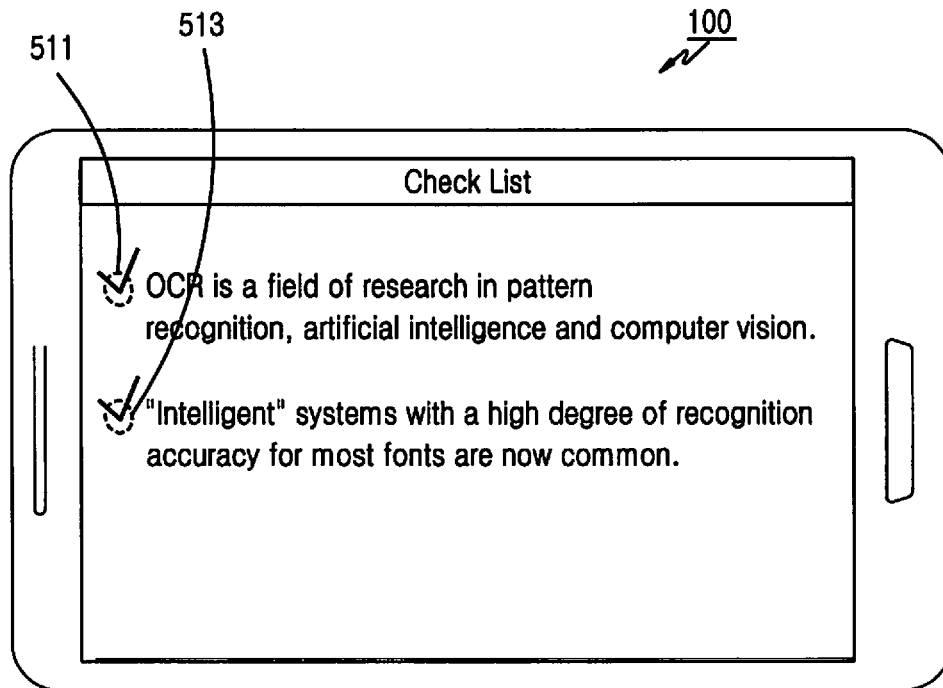 513
100
511
Check List
OCR is a field of research in pattern
recognition, artificial intelligence and computer vision.
"Intelligent" systems with a high degree of recognition
accuracy for most fonts are now common.